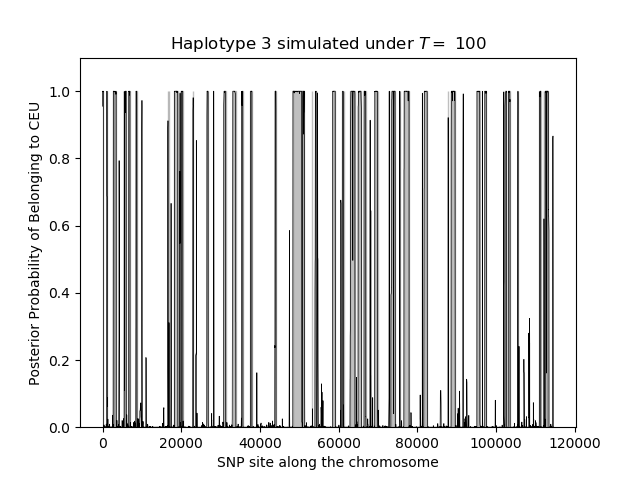 Haplotype 3 simulated under T = 100
Posterior Probability of Belonging to CEU
1.0
0.8
0.6
0.4
0.2
0.0
0 20000 40000 60000 80000 100000 120000
SNP site along the chromosome